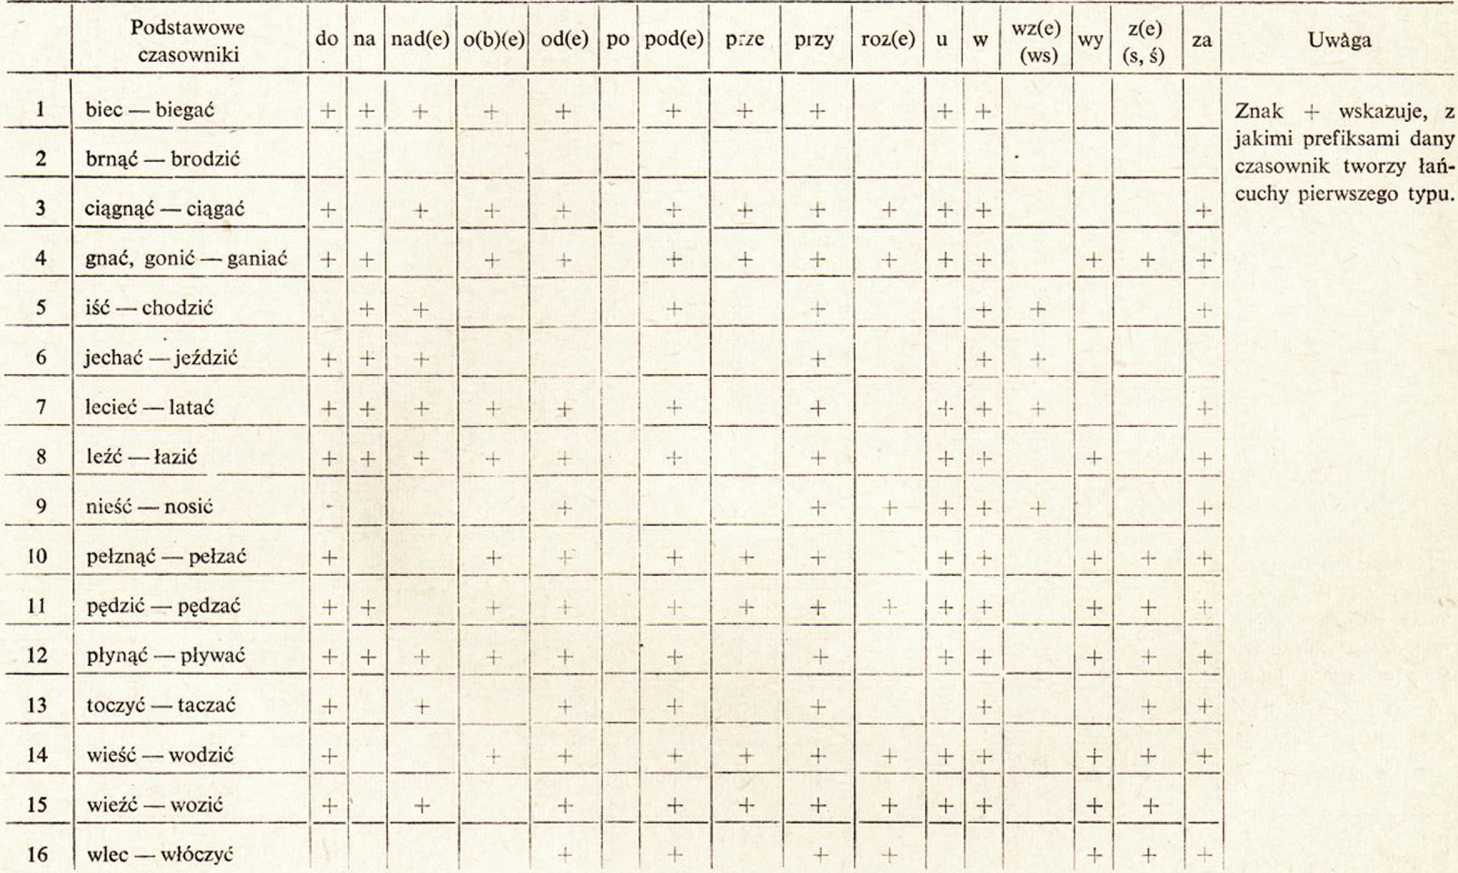 Podstawowe czasowniki do na nad(e) o(b)(e) od(e) po pod(e) prze przy roz(e) u w wz(e) (ws) wy z(e) (s, ś) za Uwàga
1 biec — biegać + + + + + + + + + +
2 brnąć — brodzić
3 ciągnąć — ciągać + + + + + + + + + + +
4 gnać, gonić — ganiać + + + + + + + + + + + + +
5 iść — chodzić + + + + + + +
6 jechać — jeździć + + + + + +
7 lecieć — latać + + + + + + + + + + +
8 leźć — łazić + + + + + + + + + + +
9 nieść — nosić + + + + + + +
10 pełznąć — pełzać + + + + + + + + + + +
11 pędzić — pędzać + + + + + + + + + + + + +
12 płynąć — pływać + + + + + + + + + + + +
13 toczyć — taczać + + + + + + + +
14 wieść — wodzić + + + + + + + + + + + +
15 wieźć — wozić + + + + + + + + + + +
16 wlec — włóczyć + + + + + + +
Znak + wskazuje, z
jakimi prefiksami dany
czasownik tworzy łań-
cuchy pierwszego typu.